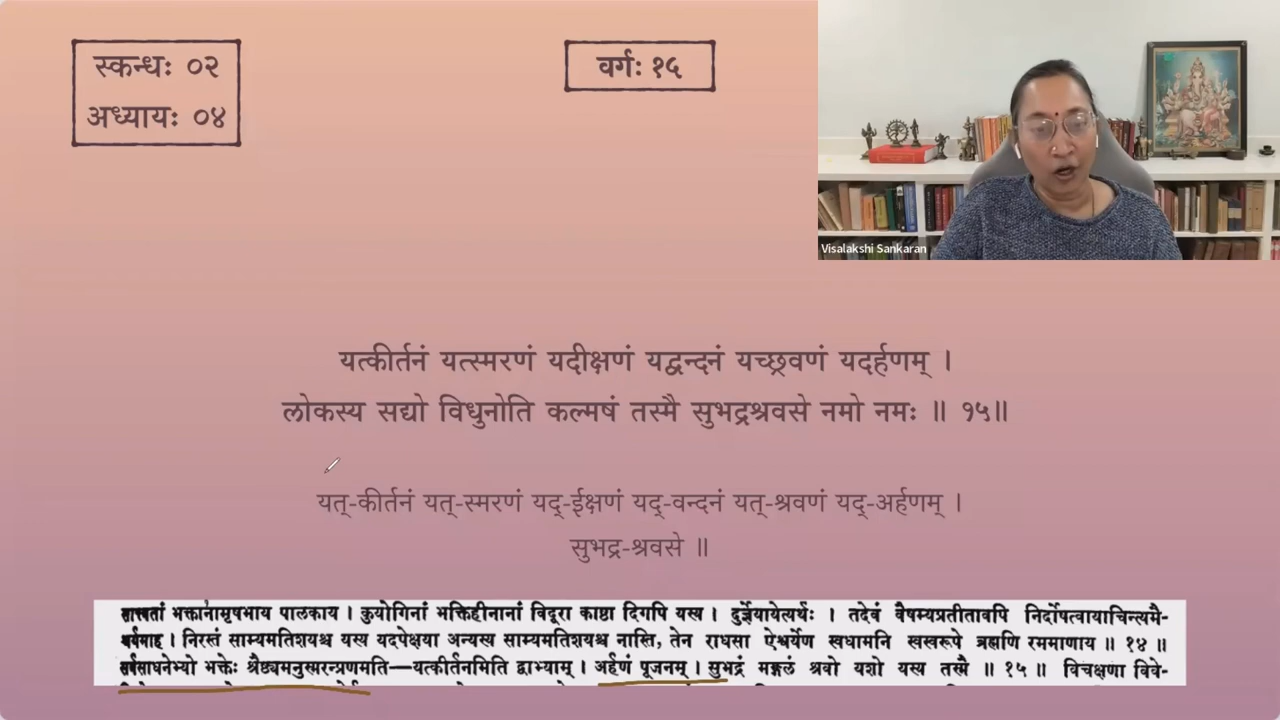 स्कन्धः ०२
अध्यायः ०४
वर्गः १५
Visalakshi Sankaran
यत्कीर्तनं यत्स्मरणं यदीक्षणं यद्वन्दनं यच्छ्रवणं यदर्हणम् ।
लोकस्य सद्यो विधुनोति कल्मषं तस्मै सुभद्रश्रवसे नमो नमः ॥ १५॥
यत्-कीर्तनं यत्-स्मरणं यद्-ईक्षणं यद्-वन्दनं यत्-श्रवणं यद्-अर्हणम् ।
सुभद्र-श्रवसे ॥
भक्तानामृषभाय पालकाय । कुयोगिनां भक्तिहीनानां विदूरा काष्ठा दिगपि यस्य । दुर्ज्ञेयायेत्यर्थः । तदेवं वैषम्यप्रतीतावपि निर्दोषत्वायाचिन्त्यमै-
श्वर्यमाह । निरस्तं साम्यमतिशयश्च यस्य यदपेक्षया अन्यस्य साम्यमतिशयश्च नास्ति, तेन राधसा ऐश्वर्येण स्वधामनि स्वस्वरूपे ब्रह्मणि रममाणाय ॥ १४ ॥
सर्वसाधनेभ्यो भक्तेः श्रैष्ठ्यमनुस्मरन्प्रणमति—यत्कीर्तनमिति द्वाभ्याम् । अर्हणं पूजनम् । सुभद्रं मङ्गलं श्रवो यशो यस्य तस्मै ॥ १५ ॥ विचक्षणा विवे-